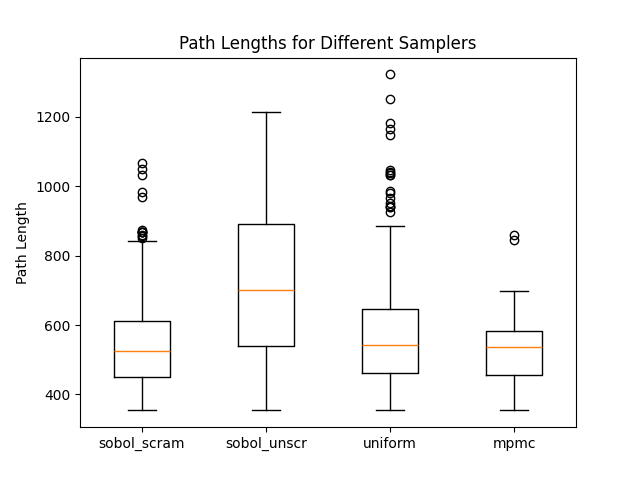 Path Lengths for Different Samplers
Path Length
1200
1000
800
600
400
sobol_scram
sobol_unscr
uniform
mpmc